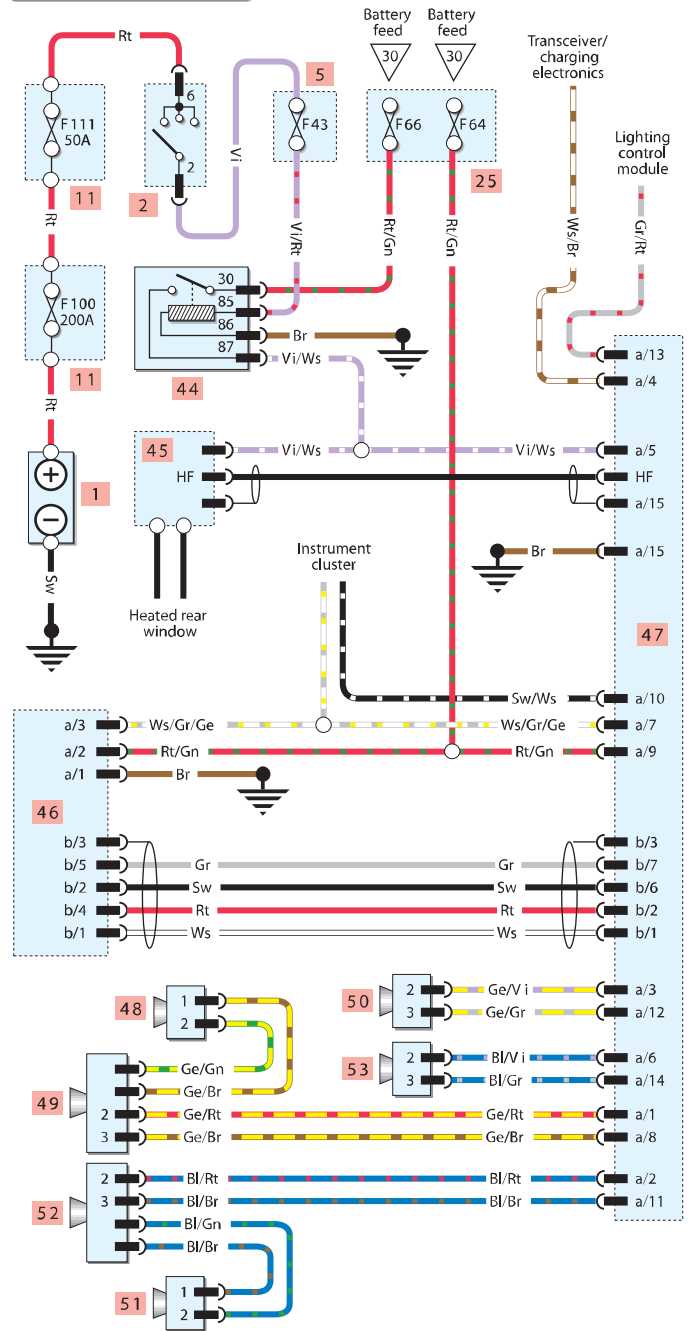 Rt
Battery feed
Battery feed
30
30
Transceiver/
charging
electronics
Lighting
control
module
F111
50A
11
6
2
2
Vi
5
F43
F66
F64
25
Rt
Vi/Rt
Rt/Gn
Rt/Gn
Ws/Br
Gr/Rt
F100
200A
11
30
85
86
87
44
Br
Vi/Ws
a/13
a/4
Rt
1
Sw
45
HF
Vi/Ws
Vi/Ws
a/5
HF
a/15
Heated rear
window
Instrument
cluster
Br
a/15
47
Sw/Ws
a/10
a/3
Ws/Gr/Ge
Ws/Gr/Ge
a/7
a/2
Rt/Gn
Rt/Gn
a/9
a/1
Br
46
b/3
b/3
b/5
Gr
Gr
b/7
b/2
Sw
Sw
b/6
b/4
Rt
Rt
b/2
b/1
Ws
Ws
b/1
48
1
2
50
2
3
Ge/Vi
Ge/Gr
a/3
a/12
53
2
3
Bl/Vi
Bl/Gr
a/6
a/14
49
Ge/Gn
Ge/Br
2
Ge/Rt
Ge/Rt
a/1
3
Ge/Br
Ge/Br
a/8
52
2
Bl/Rt
Bl/Rt
a/2
3
Bl/Br
Bl/Br
a/11
Bl/Gn
Bl/Br
51
1
2